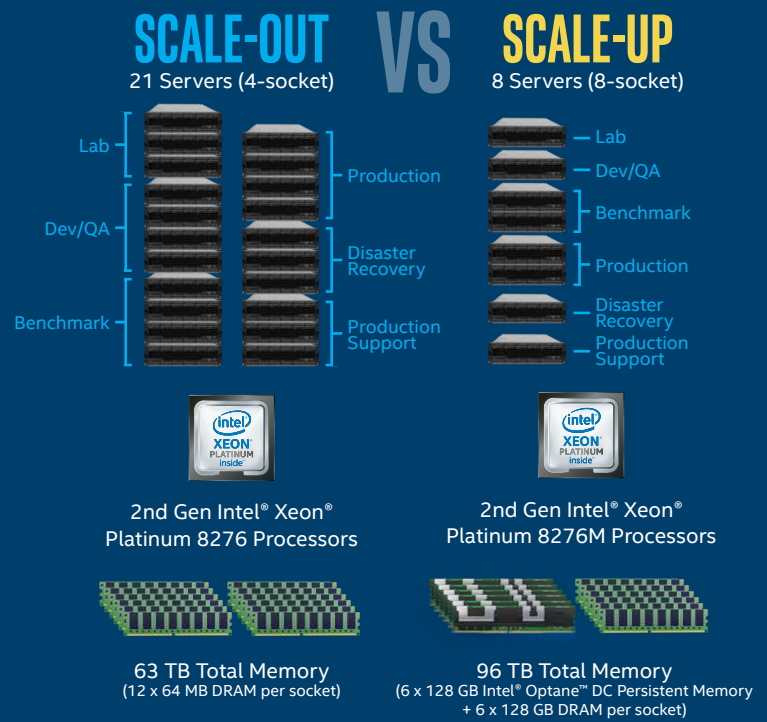 SCALE-OUT
21 Servers (4-socket)
VS
SCALE-UP
8 Servers (8-socket)
Lab
Dev/QA
Benchmark
Production
Disaster
Recovery
Production
Support
Lab
Dev/QA
Benchmark
Production
Disaster
Recovery
Production
Support
intel
XEON
PLATINUM
inside™
2nd Gen Intel® Xeon®
Platinum 8276 Processors
63 TB Total Memory
(12 x 64 MB DRAM per socket)
intel
XEON
PLATINUM
inside™
2nd Gen Intel® Xeon®
Platinum 8276M Processors
96 TB Total Memory
(6 x 128 GB Intel® Optane™ DC Persistent Memory
+ 6 x 128 GB DRAM per socket)